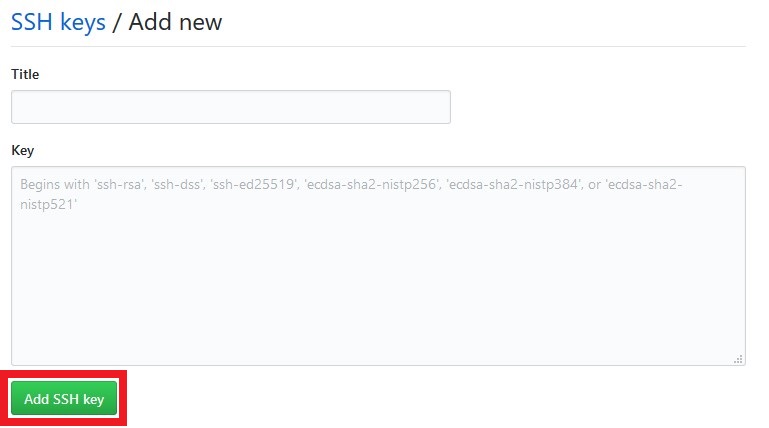 SSH keys / Add new
Title
Key
Begins with 'ssh-rsa', 'ssh-dss', 'ssh-ed25519', 'ecdsa-sha2-nistp256', 'ecdsa-sha2-nistp384', or 'ecdsa-sha2-
nistp521'
Add SSH key